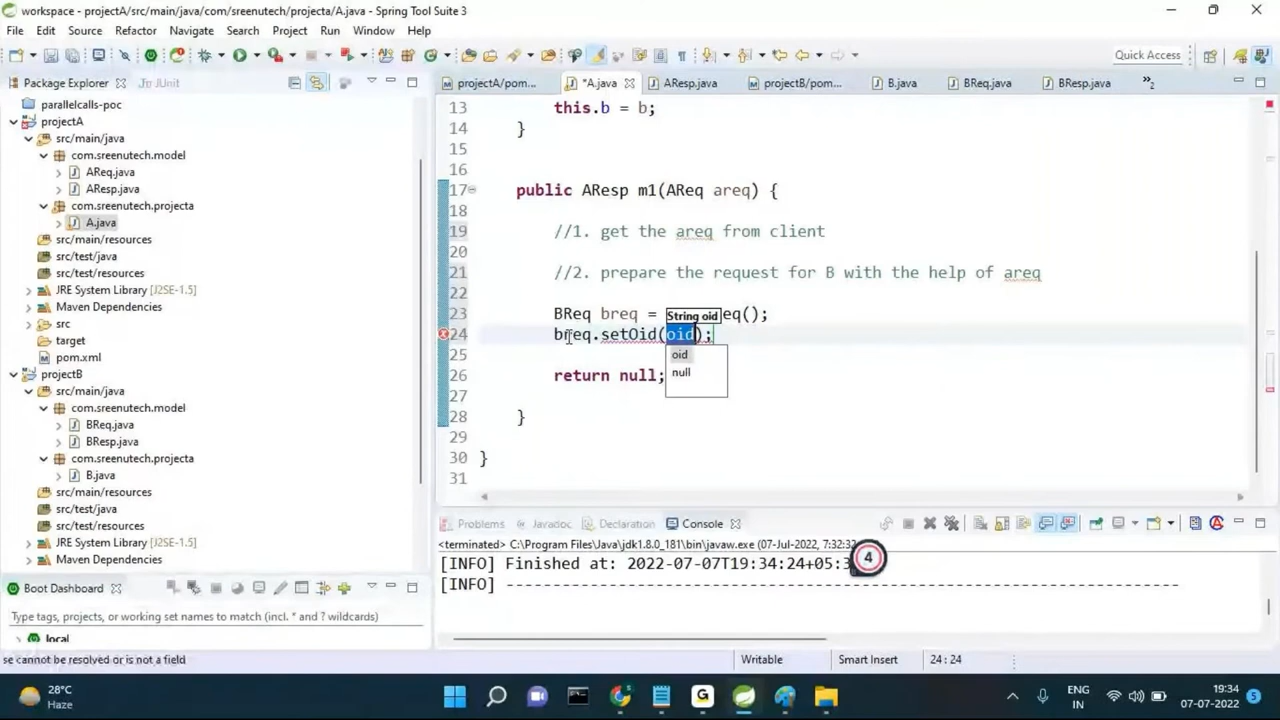 workspace - projectA/src/main/java/com/sreenutech/projecta/A.java - Spring Tool Suite 3
File Edit Source Refactor Navigate Search Project Run Window Help
Quick Access
Package Explorer JUnit
parallelcalls-poc
projectA
src/main/java
com.sreenutech.model
AReq.java
AResp.java
com.sreenutech.projecta
A.java
src/main/resources
src/test/java
src/test/resources
JRE System Library [J2SE-1.5]
Maven Dependencies
src
target
pom.xml
projectB
src/main/java
com.sreenutech.model
BReq.java
BResp.java
com.sreenutech.projecta
B.java
src/main/resources
src/test/java
src/test/resources
JRE System Library [J2SE-1.5]
Maven Dependencies
Boot Dashboard
Type tags, projects, or working set names to match (incl. * and ? wildcards)
local
projectA/pom... *A.java AResp.java projectB/pom... B.java BReq.java BResp.java »2
13 this.b = b;
14 }
15
16
17 public AResp m1(AReq areq) {
18
19 //1. get the areq from client
20
21 //2. prepare the request for B with the help of areq
22
23 BReq breq = eq();
String oid
24 breq.setOid(oid);
oid
null
25
26 return null;
27
28 }
29
30 }
31
Problems Javadoc Declaration Console
<terminated> C:\Program Files\Java\jdk1.8.0_181\bin\javaw.exe (07-Jul-2022, 7:32:32
[INFO] Finished at: 2022-07-07T19:34:24+05:3
4
[INFO] ------------------------------------------------------------------------
se cannot be resolved or is not a field
Writable Smart Insert 24 : 24
28°C
Haze
ENG
IN
19:34
07-07-2022
5